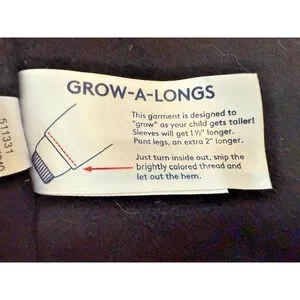 GROW-A-LONGS
This garment is designed to
"grow" as your child gets taller!
Sleeves will get 1½" longer.
Pant legs, an extra 2" longer.
Just turn inside out, snip the
brightly colored thread and
let out the hem.